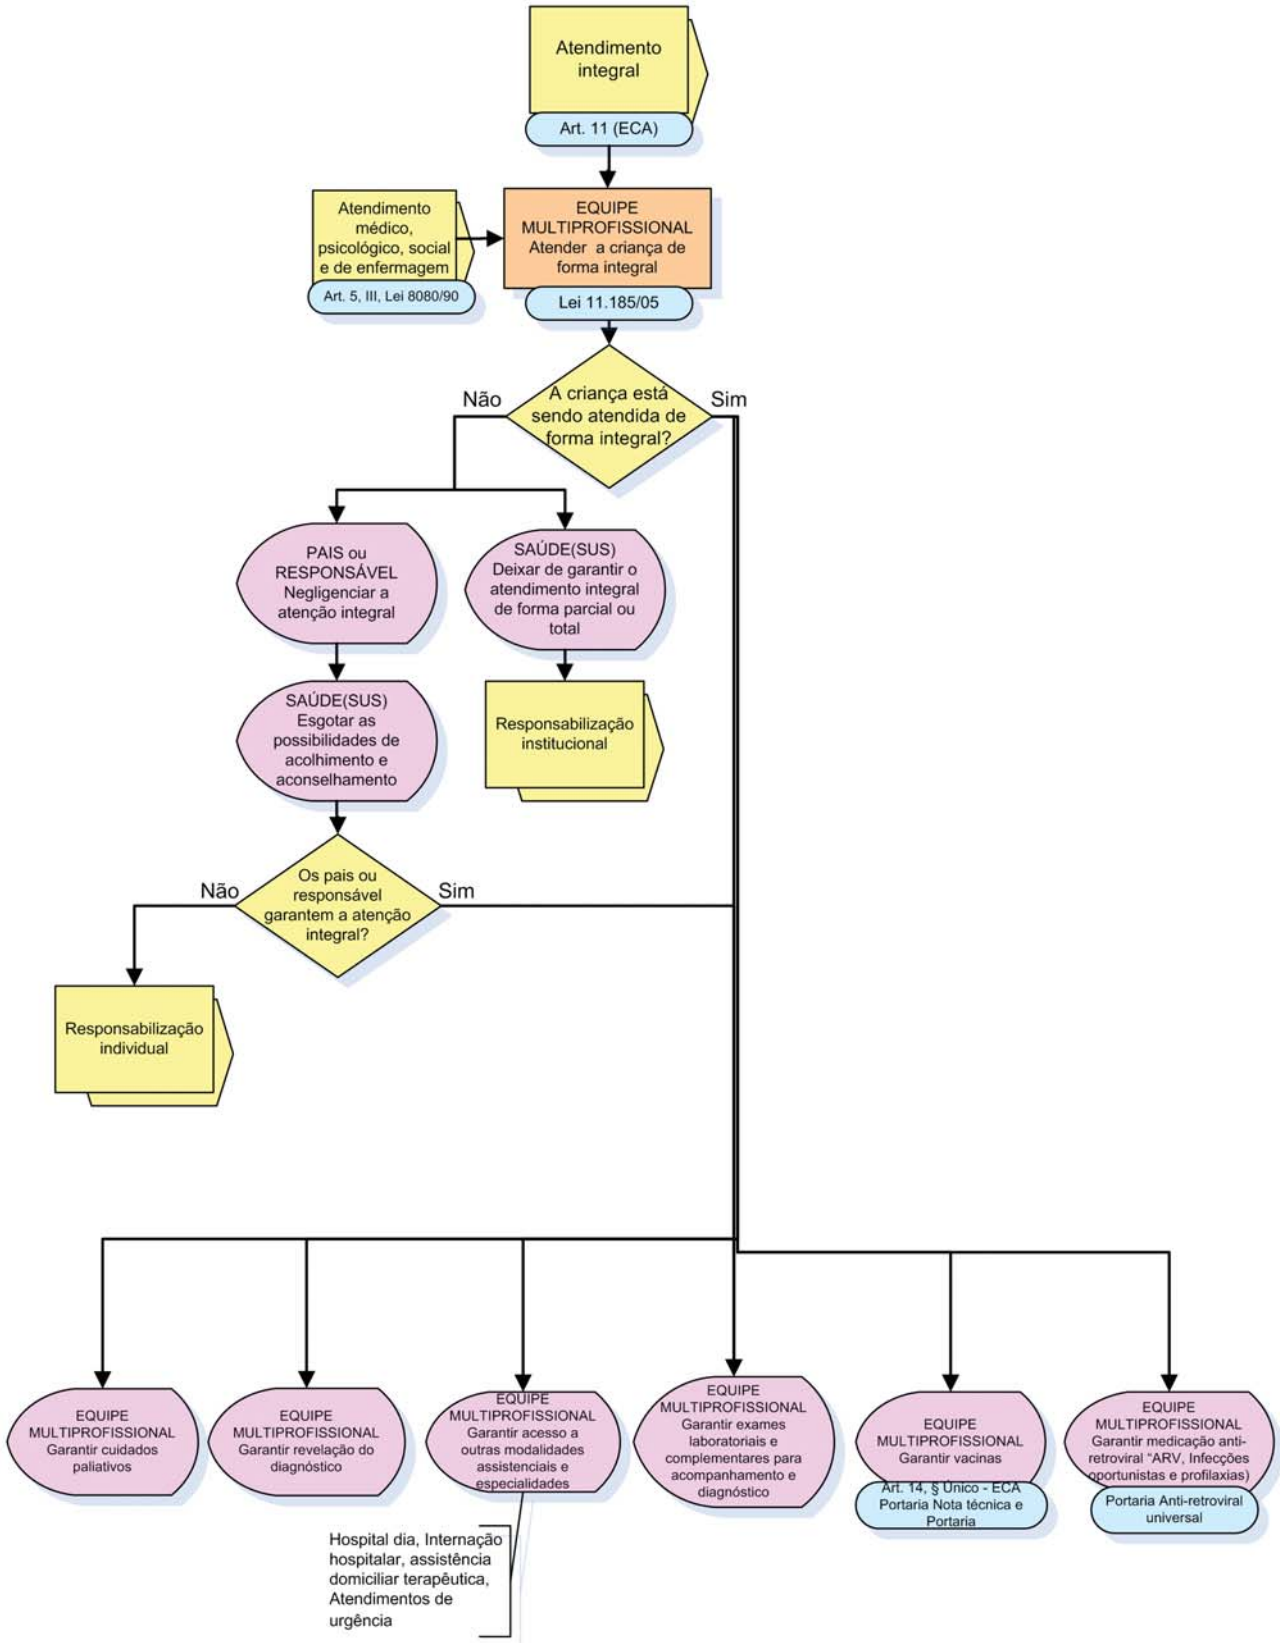 Atendimento
integral
Art. 11 (ECA)
Atendimento
médico,
psicológico, social
e de enfermagem
Art. 5, III, Lei 8080/90
EQUIPE
MULTIPROFISSIONAL
Atender a criança de
forma integral
Lei 11.185/05
Não
A criança está
sendo atendida de
forma integral?
Sim
PAIS ou
RESPONSÁVEL
Negligenciar a
atenção integral
SAÚDE(SUS)
Deixar de garantir o
atendimento integral
de forma parcial ou
total
SAÚDE(SUS)
Esgotar as
possibilidades de
acolhimento e
aconselhamento
Responsabilização
institucional
Não
Os pais ou
responsável
garantem a atenção
integral?
Sim
Responsabilização
individual
EQUIPE
MULTIPROFISSIONAL
Garantir cuidados
paliativos
EQUIPE
MULTIPROFISSIONAL
Garantir revelação do
diagnóstico
EQUIPE
MULTIPROFISSIONAL
Garantir acesso a
outras modalidades
assistenciais e
especialidades
EQUIPE
MULTIPROFISSIONAL
Garantir exames
laboratoriais e
complementares para
acompanhamento e
diagnóstico
EQUIPE
MULTIPROFISSIONAL
Garantir vacinas
Art. 14, § Único - ECA
Portaria Nota técnica e
Portaria
EQUIPE
MULTIPROFISSIONAL
Garantir medicação anti-
retroviral "ARV, Infecções
oportunistas e profilaxias)
Portaria Anti-retroviral
universal
Hospital dia, Internação
hospitalar, assistência
domiciliar terapêutica,
Atendimentos de
urgência